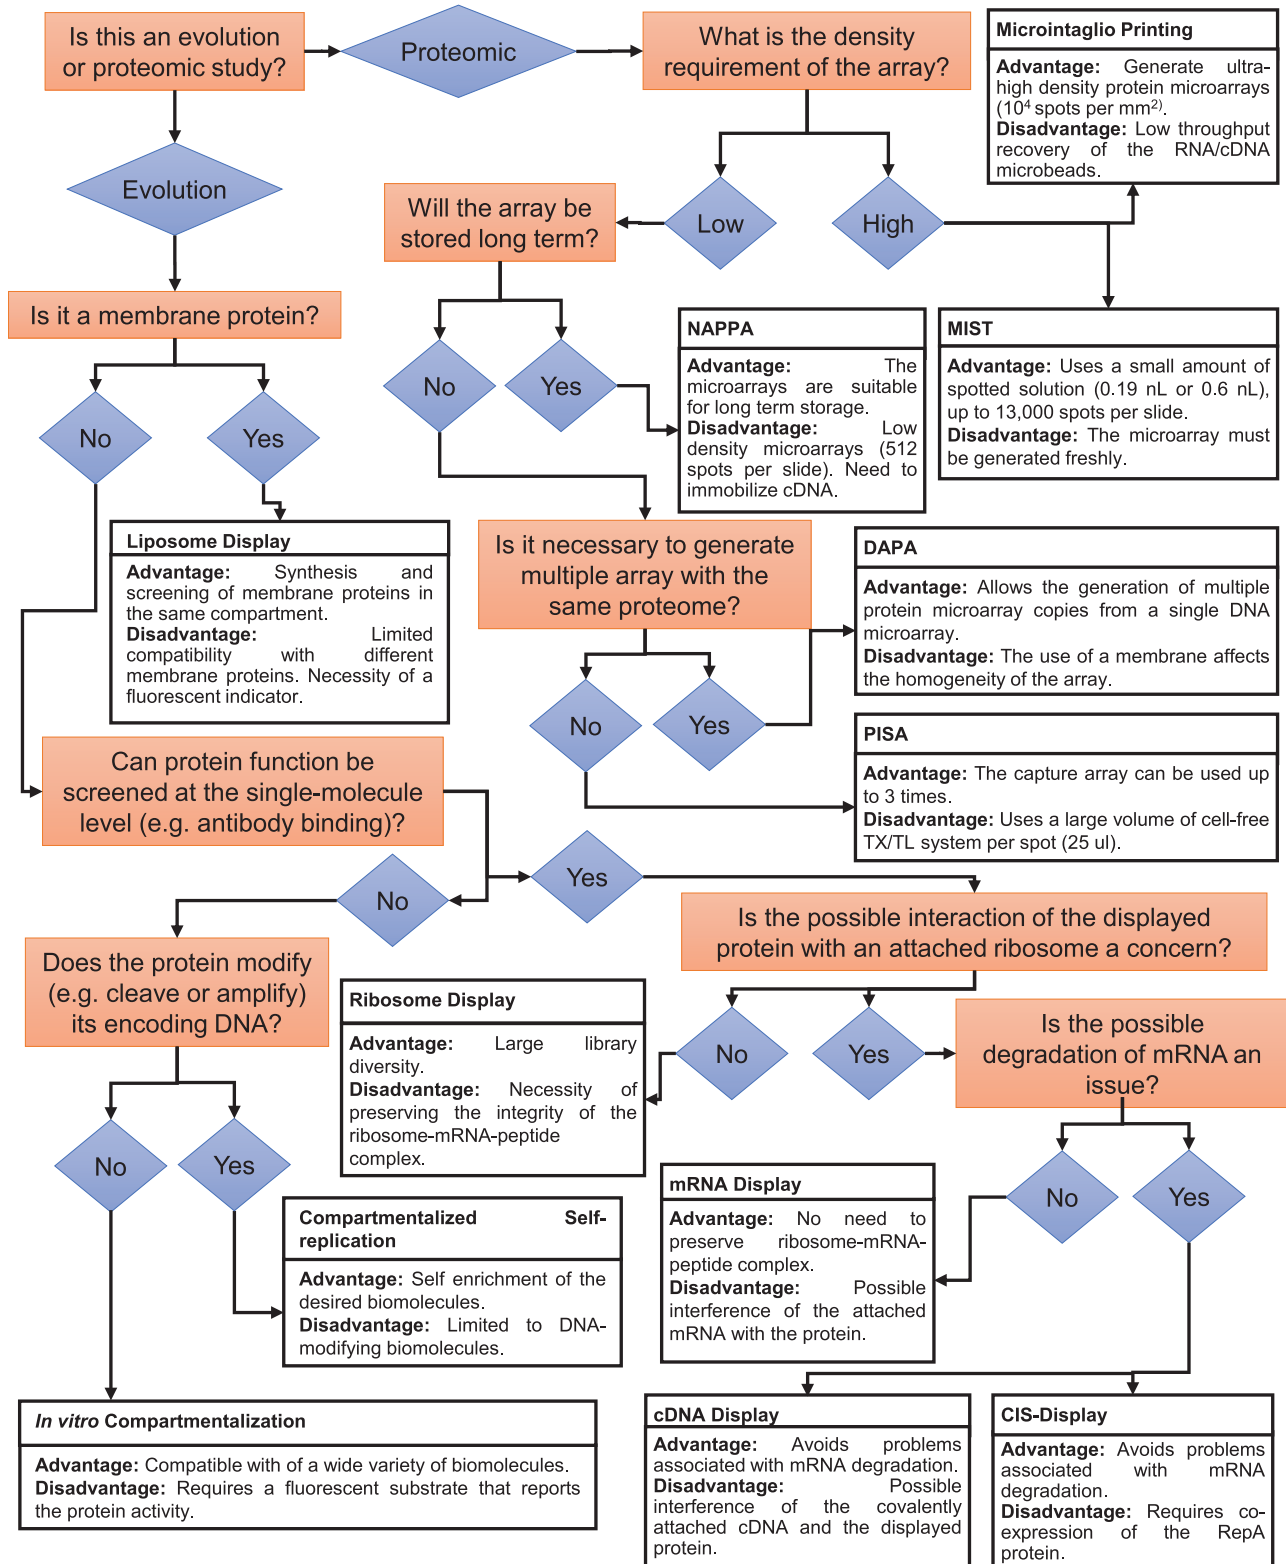 Is this an evolution
or proteomic study?
Proteomic
What is the density
requirement of the array?
Microintaglio Printing
Advantage: Generate ultra-
high density protein microarrays
(10⁴ spots per mm²⁾.
Disadvantage: Low throughput
recovery of the RNA/cDNA
microbeads.
Evolution
Will the array be
stored long term?
Low
High
Is it a membrane protein?
No
Yes
NAPPA
Advantage: The
microarrays are suitable
for long term storage.
Disadvantage: Low
density microarrays (512
spots per slide). Need to
immobilize cDNA.
MIST
Advantage: Uses a small amount of
spotted solution (0.19 nL or 0.6 nL),
up to 13,000 spots per slide.
Disadvantage: The microarray must
be generated freshly.
No
Yes
Liposome Display
Advantage: Synthesis and
screening of membrane proteins in
the same compartment.
Disadvantage: Limited
compatibility with different
membrane proteins. Necessity of a
fluorescent indicator.
Is it necessary to generate
multiple array with the
same proteome?
DAPA
Advantage: Allows the generation of multiple
protein microarray copies from a single DNA
microarray.
Disadvantage: The use of a membrane affects
the homogeneity of the array.
No
Yes
PISA
Advantage: The capture array can be used up
to 3 times.
Disadvantage: Uses a large volume of cell-free
TX/TL system per spot (25 ul).
Can protein function be
screened at the single-molecule
level (e.g. antibody binding)?
No
Yes
Is the possible interaction of the displayed
protein with an attached ribosome a concern?
Does the protein modify
(e.g. cleave or amplify)
its encoding DNA?
Ribosome Display
Advantage: Large library
diversity.
Disadvantage: Necessity of
preserving the integrity of the
ribosome-mRNA-peptide
complex.
No
Yes
Is the possible
degradation of mRNA an
issue?
No
Yes
mRNA Display
Advantage: No need to
preserve ribosome-mRNA-
peptide complex.
Disadvantage: Possible
interference of the attached
mRNA with the protein.
No
Yes
Compartmentalized Self-
replication
Advantage: Self enrichment of the
desired biomolecules.
Disadvantage: Limited to DNA-
modifying biomolecules.
In vitro Compartmentalization
Advantage: Compatible with of a wide variety of biomolecules.
Disadvantage: Requires a fluorescent substrate that reports
the protein activity.
cDNA Display
Advantage: Avoids problems
associated with mRNA degradation.
Disadvantage: Possible
interference of the covalently
attached cDNA and the displayed
protein.
CIS-Display
Advantage: Avoids problems
associated with mRNA
degradation.
Disadvantage: Requires co-
expression of the RepA
protein.